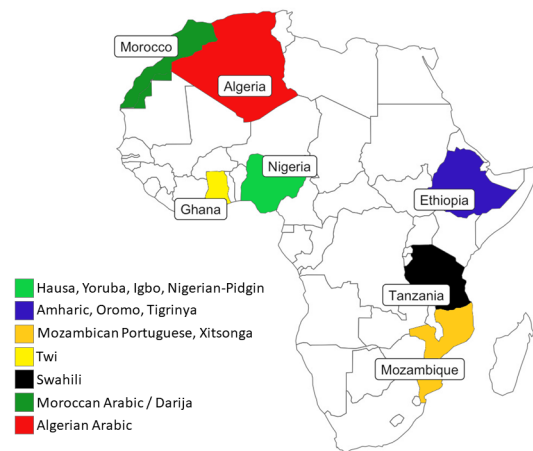 Morocco
Algeria
Nigeria
Ghana
Ethiopia
Tanzania
Mozambique
Hausa, Yoruba, Igbo, Nigerian-Pidgin
Amharic, Oromo, Tigrinya
Mozambican Portuguese, Xitsonga
Twi
Swahili
Moroccan Arabic / Darija
Algerian Arabic